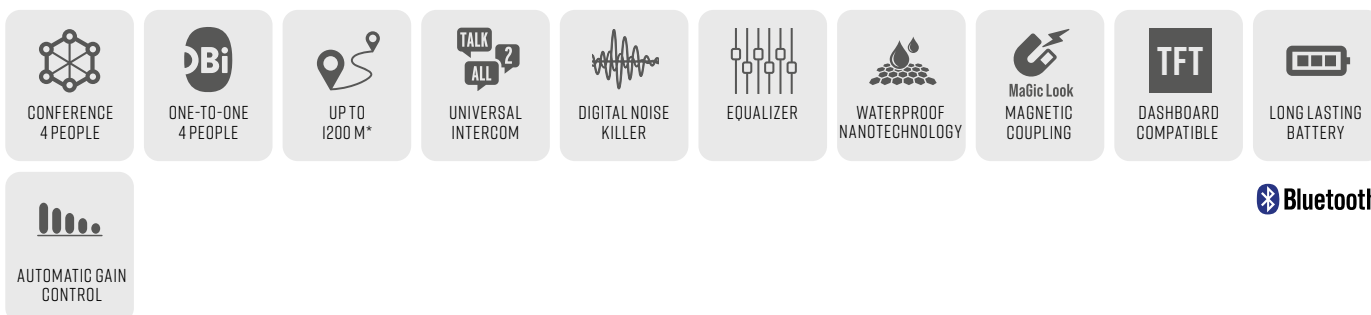 CONFERENCE
4 PEOPLE
DBi
ONE-TO-ONE
4 PEOPLE
UP TO
1200 M*
TALK
2
ALL
UNIVERSAL
INTERCOM
DIGITAL NOISE
KILLER
EQUALIZER
WATERPROOF
NANOTECHNOLOGY
MaGic Look
MAGNETIC
COUPLING
TFT
DASHBOARD
COMPATIBLE
LONG LASTING
BATTERY
Bluetooth
AUTOMATIC GAIN
CONTROL